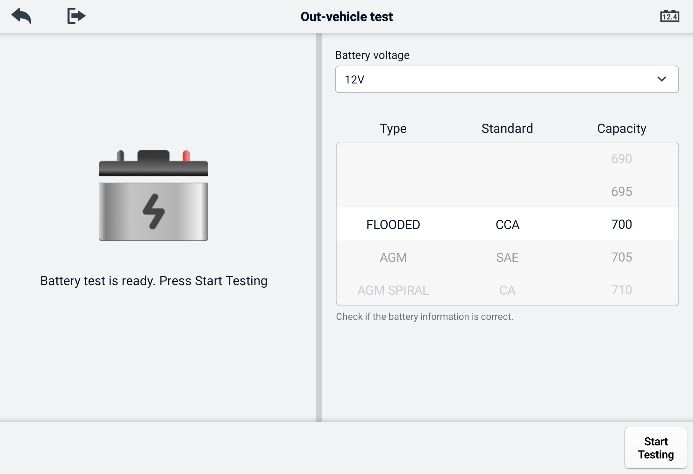 Out-vehicle test
12.4
Battery voltage
12V
Type Standard Capacity
690
695
FLOODED CCA 700
AGM SAE 705
AGM SPIRAL CA 710
Check if the battery information is correct.
Battery test is ready. Press Start Testing
Start
Testing